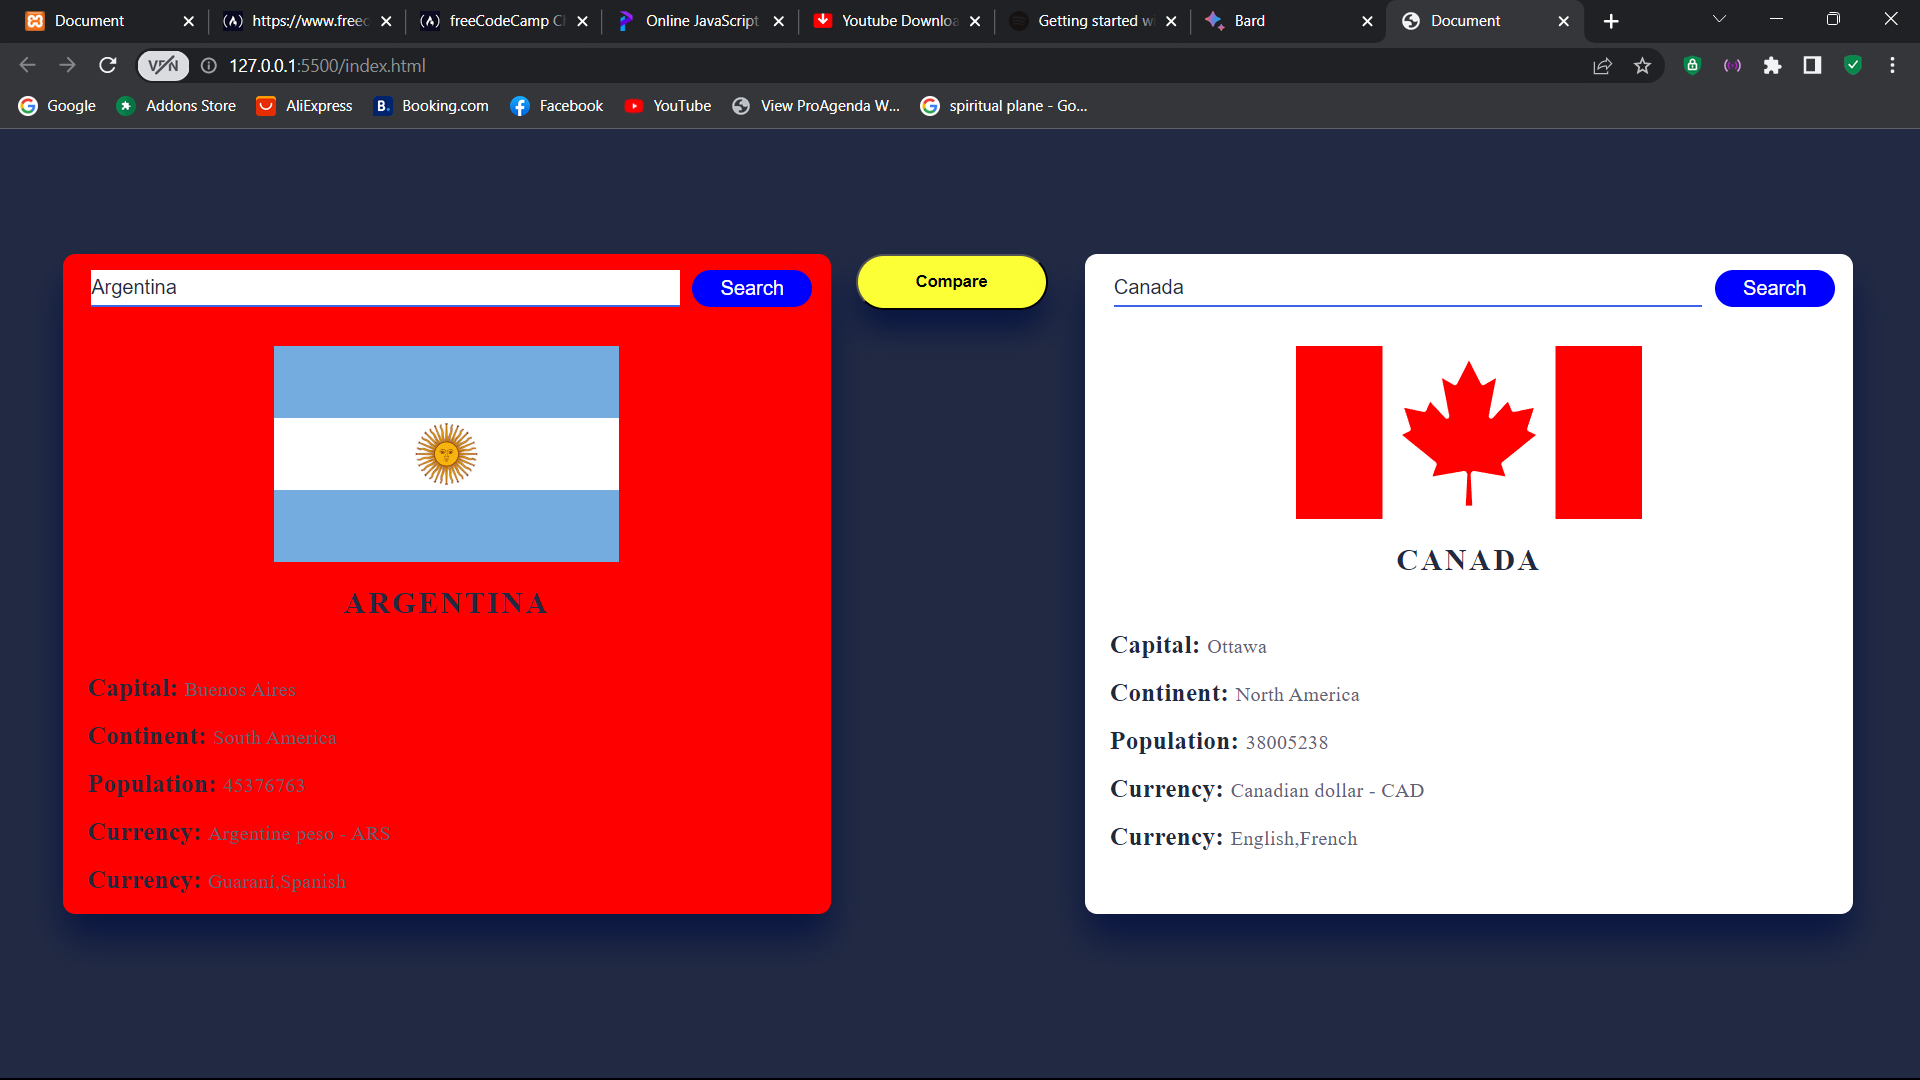 Document
https://www.freec
freeCodeCamp Cl
Online JavaScript
Youtube Downloa
Getting started w
Bard
Document
VPN
127.0.0.1:5500/index.html
Google
Addons Store
AliExpress
B.
Booking.com
Facebook
YouTube
View ProAgenda W...
spiritual plane - Go...
Argentina
Search
ARGENTINA
Capital: Buenos Aires
Continent: South America
Population: 45376763
Currency: Argentine peso - ARS
Currency: Guaraní,Spanish
Compare
Canada
Search
CANADA
Capital: Ottawa
Continent: North America
Population: 38005238
Currency: Canadian dollar - CAD
Currency: English,French